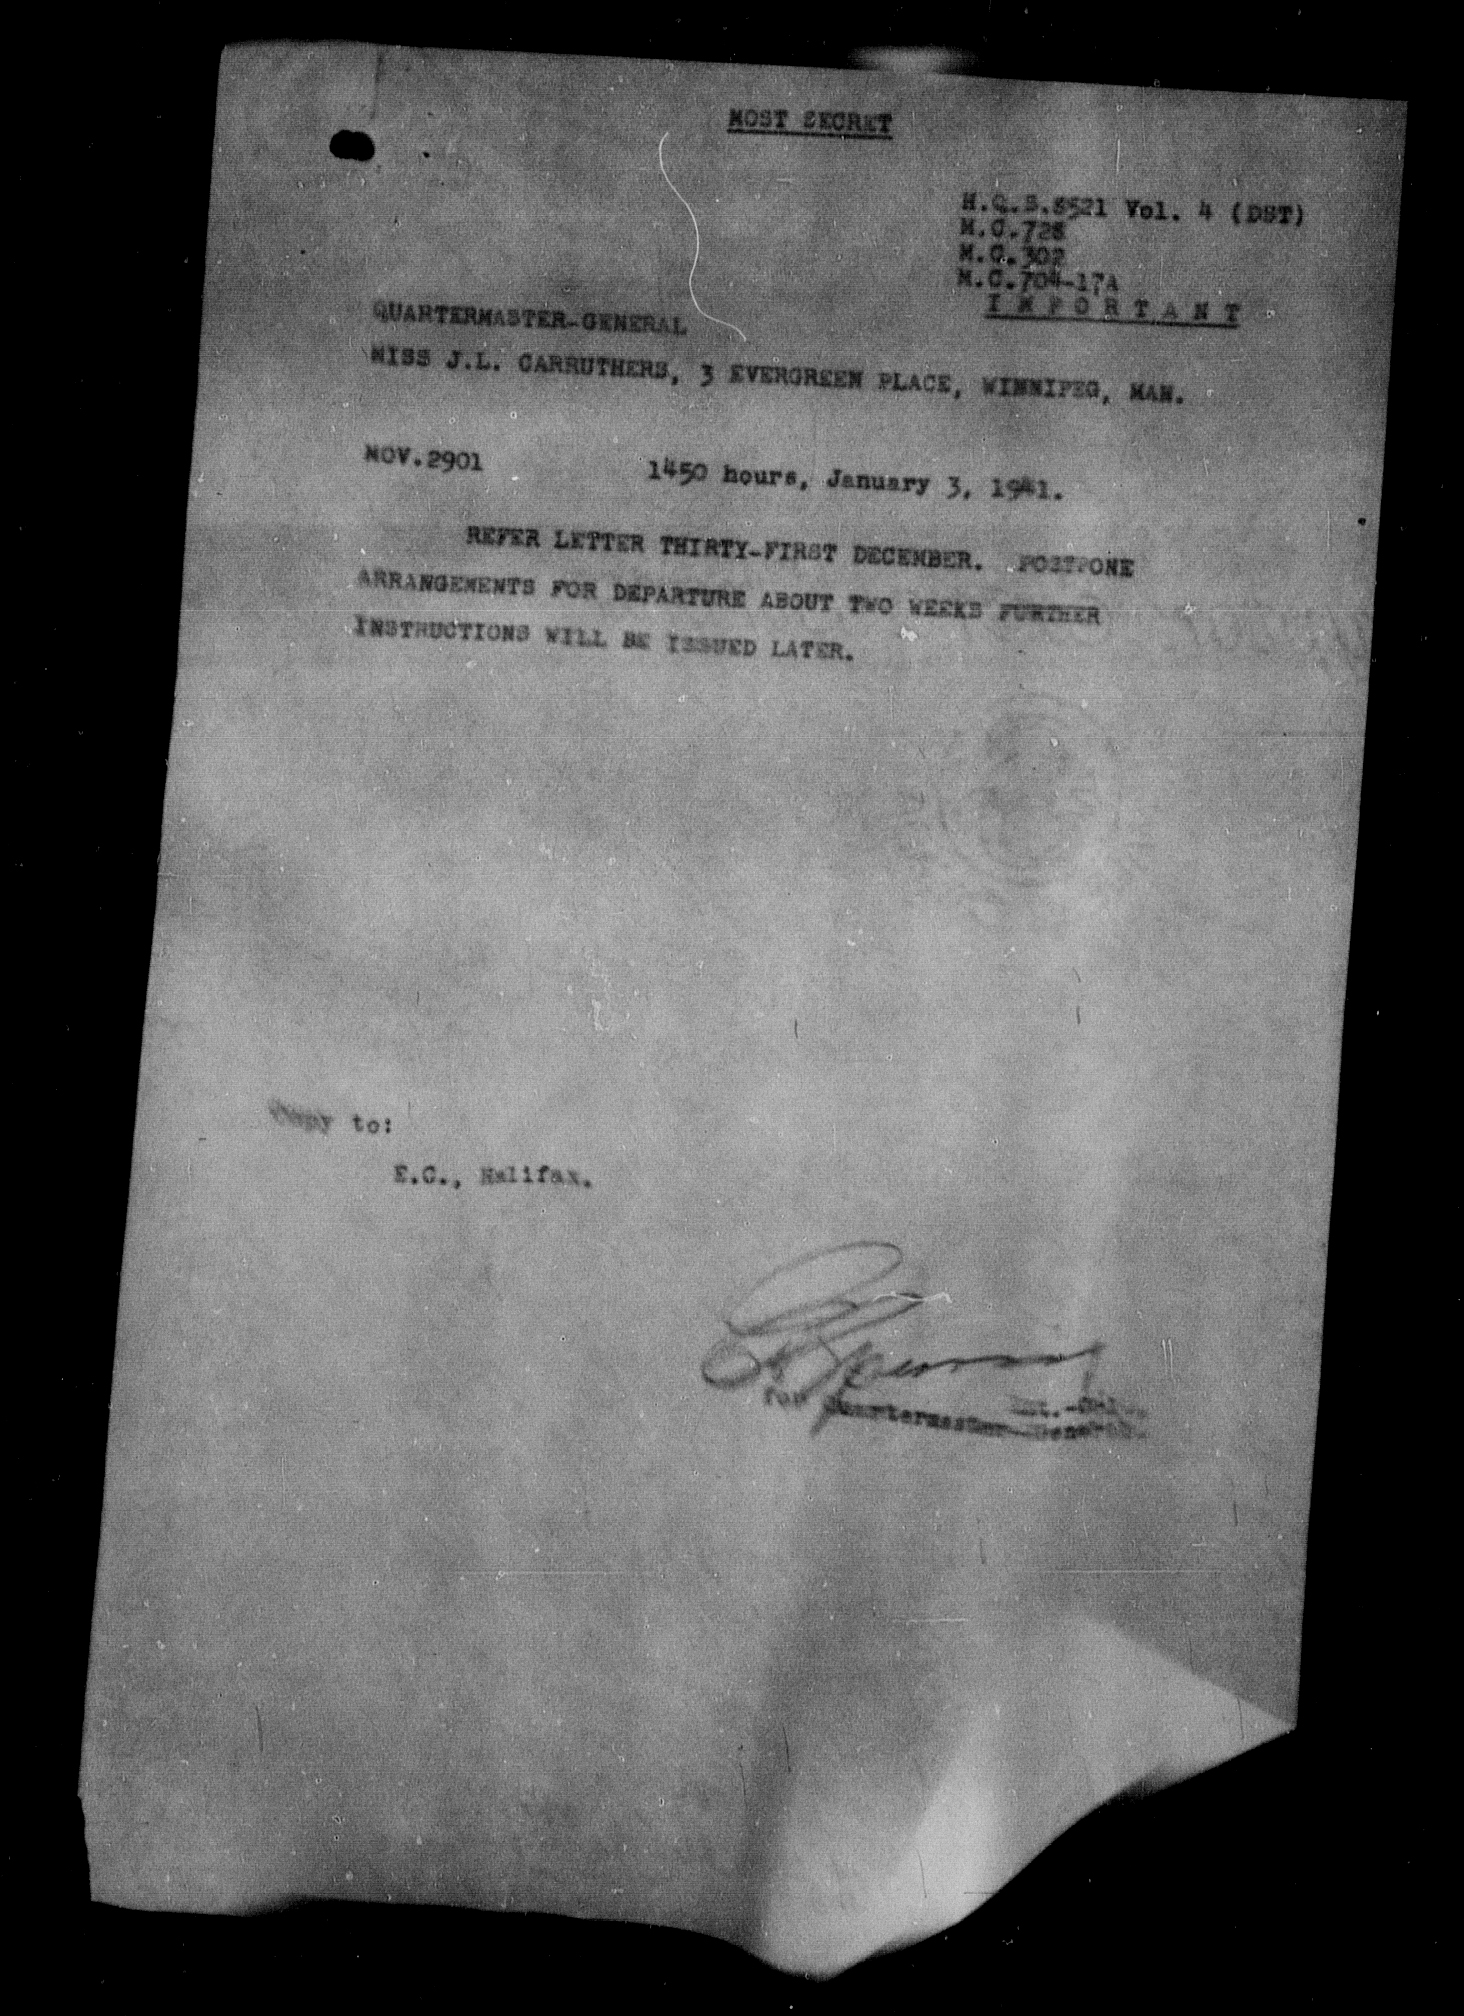 MOST SECRET
H.Q.S.8521 Vol. 4 (DST)
M.C.728
M.C.302
M.C.704-17A
IMPORTANT
QUARTERMASTER-GENERAL
MISS J.L. CARRUTHERS, 3 EVERGREEN PLACE, WINNIPEG, MAN.
MOV.2901 1450 hours, January 3, 1941.
REFER LETTER THIRTY-FIRST DECEMBER. POSTPONE
ARRANGEMENTS FOR DEPARTURE ABOUT TWO WEEKS FURTHER
INSTRUCTIONS WILL BE ISSUED LATER.
Copy to:
E.C., Halifax.
for Quartermaster-General.